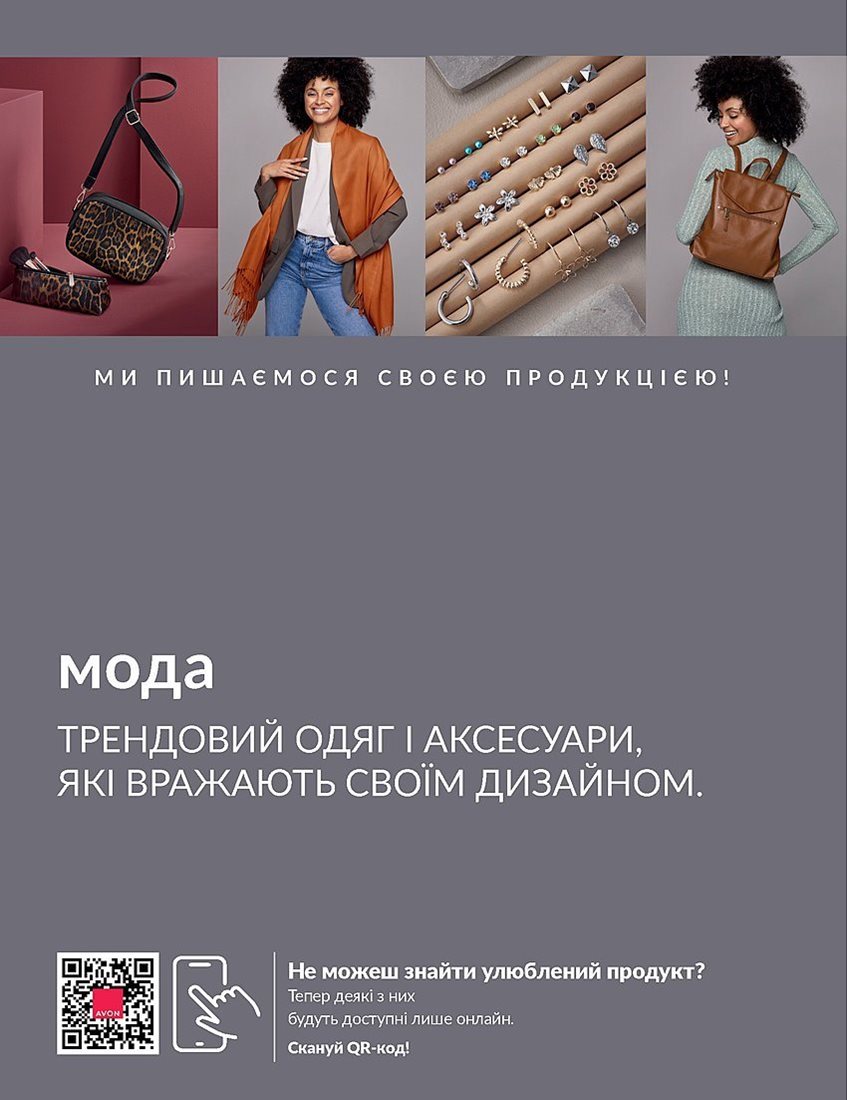 МИ ПИШАЄМОСЯ СВОЄЮ ПРОДУКЦІЄЮ!
мода
ТРЕНДОВИЙ ОДЯГ І АКСЕСУАРИ,
ЯКІ ВРАЖАЮТЬ СВОЇМ ДИЗАЙНОМ.
AVON
Не можеш знайти улюблений продукт?
Тепер деякі з них
будуть доступні лише онлайн.
Скануй QR-код!